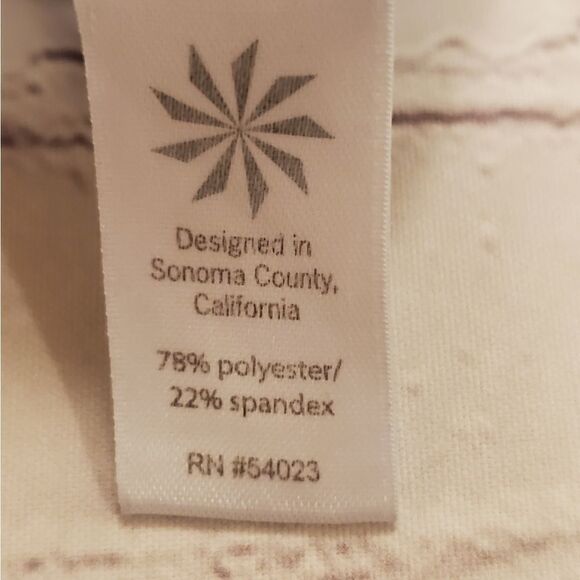 Designed in
Sonoma County,
California
78% polyester/
22% spandex
RN #54023